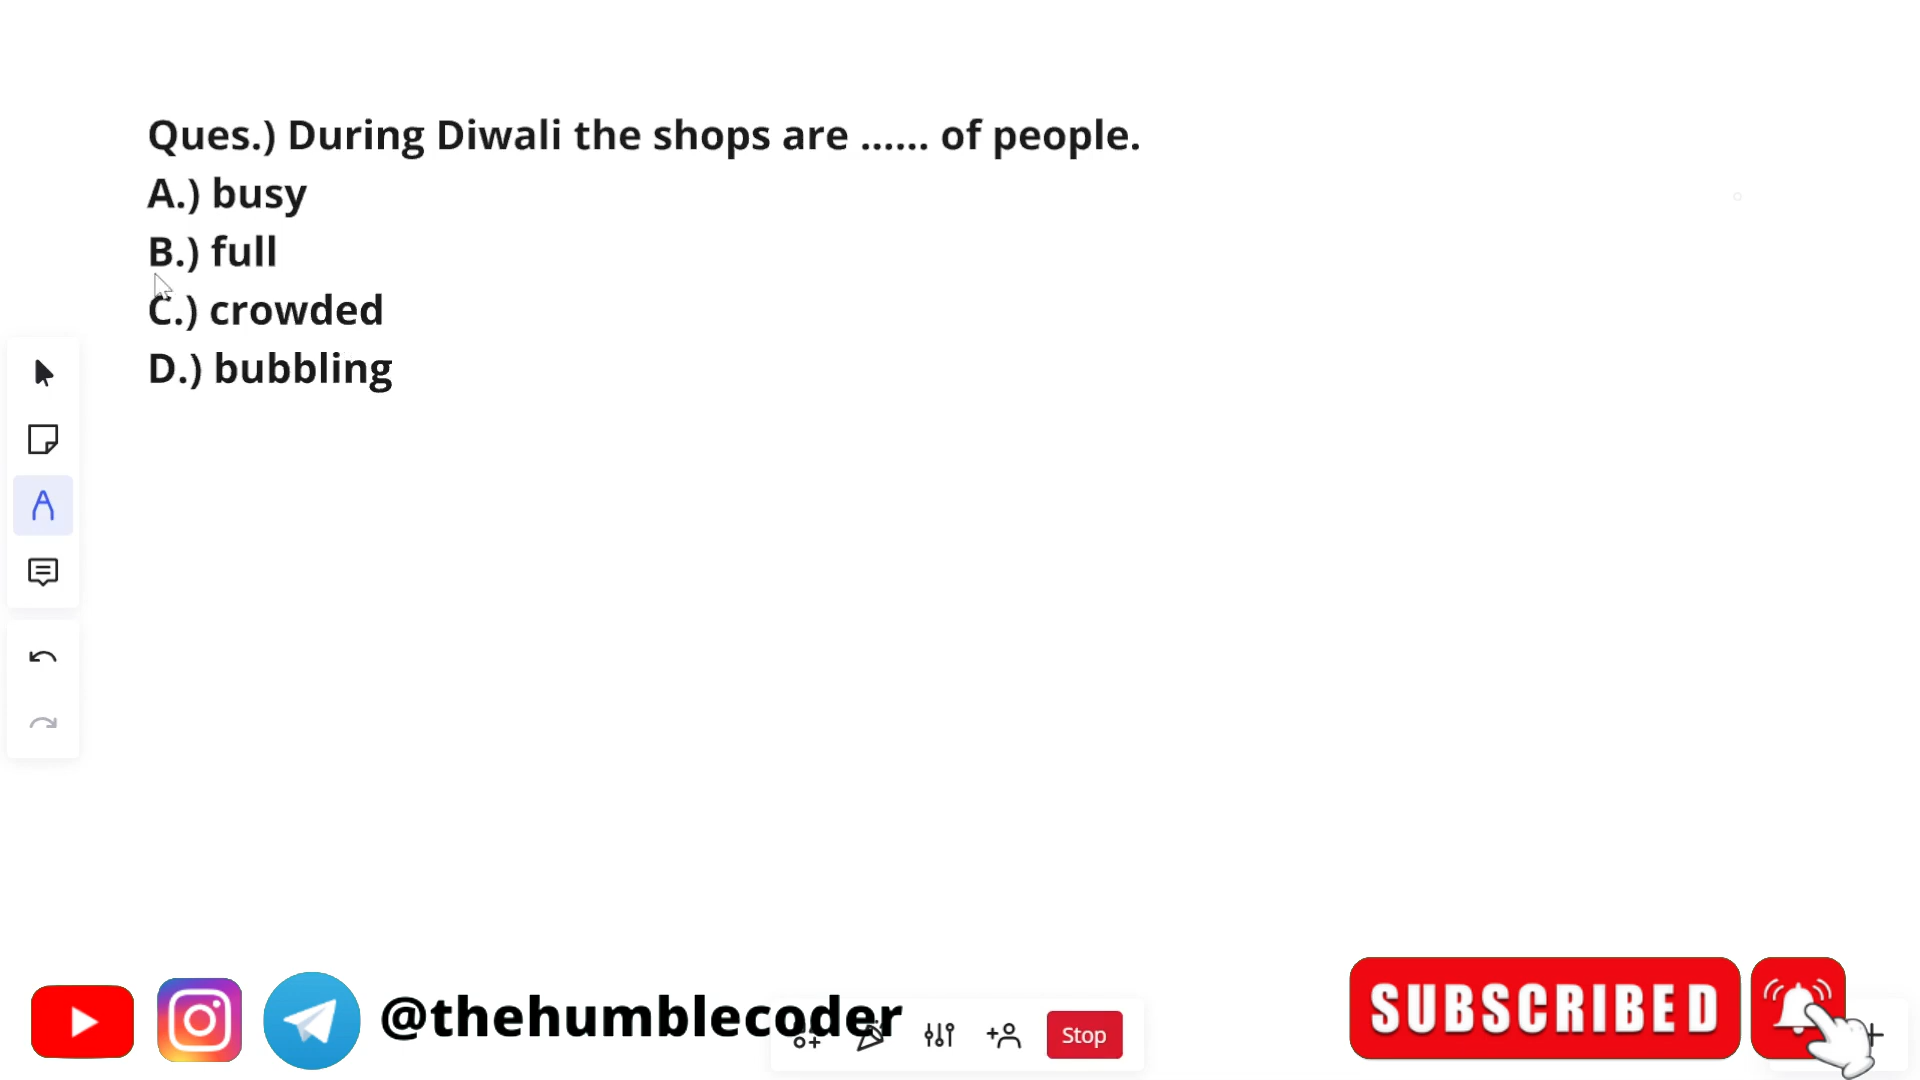 Ques.) During Diwali the shops are ...... of people.
A.) busy
B.) full
C.) crowded
D.) bubbling
@thehumblecoder
Stop
SUBSCRIBED